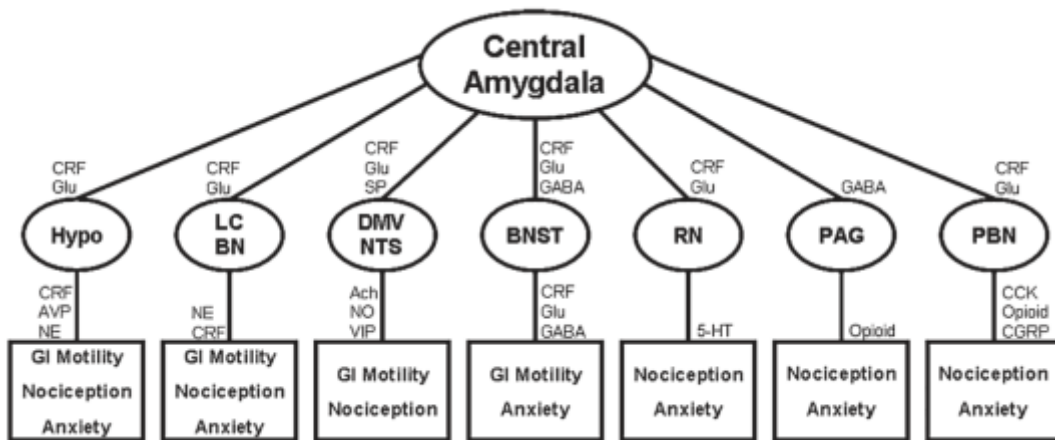 Central
Amygdala
CRF
Glu
CRF
Glu
CRF
Glu
SP
CRF
Glu
GABA
CRF
Glu
GABA
CRF
Glu
Hypo
LC
BN
DMV
NTS
BNST
RN
PAG
PBN
CRF
AVP
NE
NE
CRF
Ach
NO
VIP
CRF
Glu
GABA
5-HT
Opioid
CCK
Opioid
CGRP
GI Motility
Nociception
Anxiety
GI Motility
Nociception
Anxiety
GI Motility
Nociception
GI Motility
Anxiety
Nociception
Anxiety
Nociception
Anxiety
Nociception
Anxiety